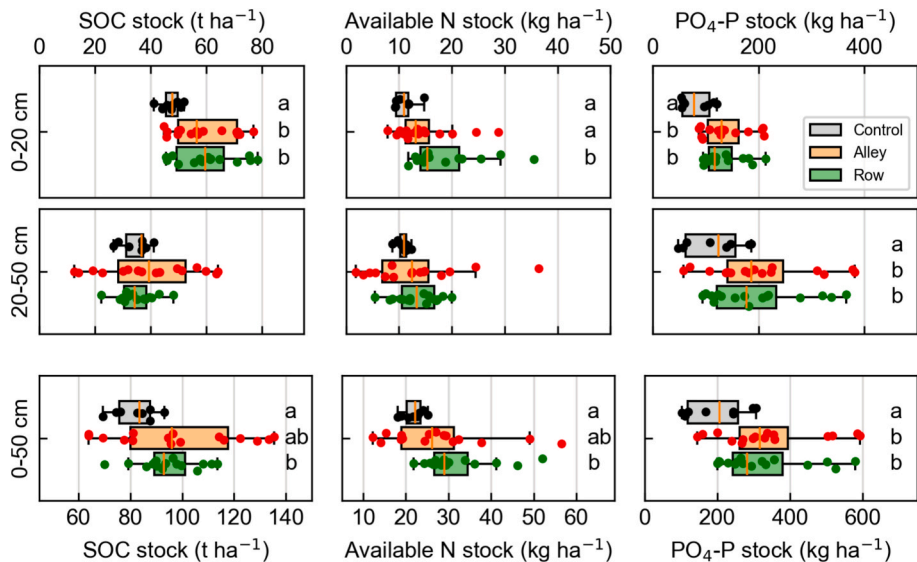 SOC stock (t ha⁻¹) Available N stock (kg ha⁻¹) PO₄-P stock (kg ha⁻¹)
0 20 40 60 80 0 10 20 30 40 50 0 200 400
0-20 cm
a a a
b a b
b b b
Control
Alley
Row
20-50 cm
a
b
b
0-50 cm
a a a
ab ab b
b b b
60 80 100 120 140 10 20 30 40 50 60 0 200 400 600
SOC stock (t ha⁻¹) Available N stock (kg ha⁻¹) PO₄-P stock (kg ha⁻¹)